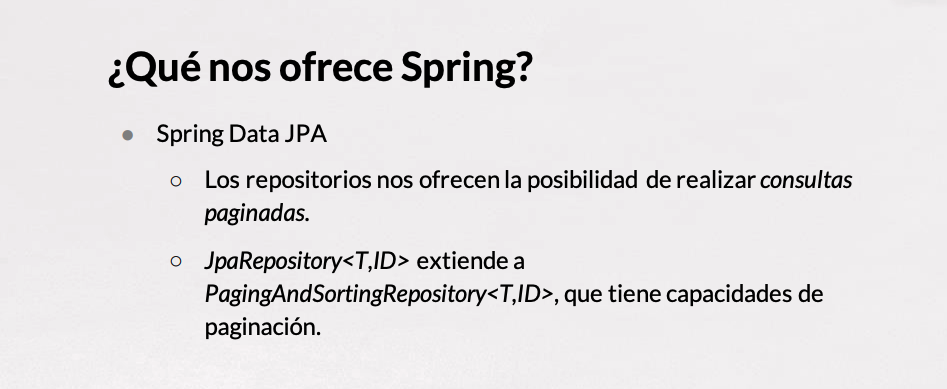 ¿Qué nos ofrece Spring?
● Spring Data JPA
○ Los repositorios nos ofrecen la posibilidad de realizar consultas
paginadas.
○ JpaRepository<T,ID> extiende a
PagingAndSortingRepository<T,ID>, que tiene capacidades de
paginación.